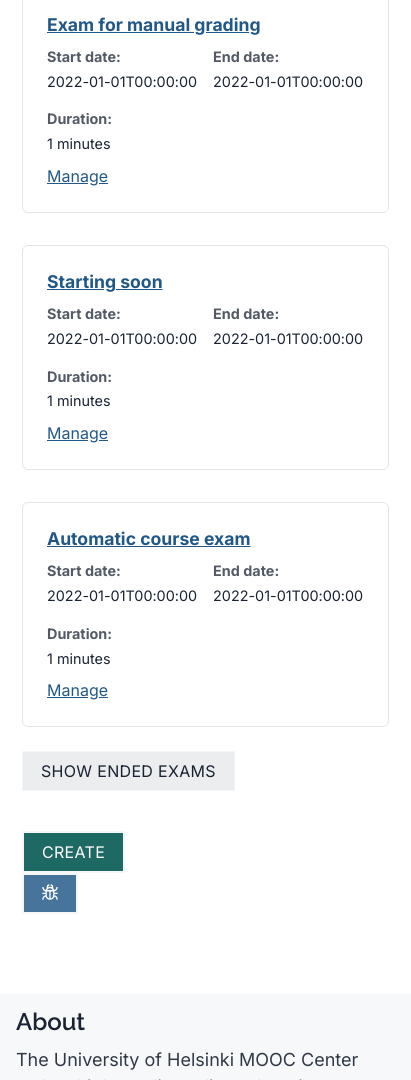 Exam for manual grading
Start date: End date:
2022-01-01T00:00:00 2022-01-01T00:00:00
Duration:
1 minutes
Manage
Starting soon
Start date: End date:
2022-01-01T00:00:00 2022-01-01T00:00:00
Duration:
1 minutes
Manage
Automatic course exam
Start date: End date:
2022-01-01T00:00:00 2022-01-01T00:00:00
Duration:
1 minutes
Manage
SHOW ENDED EXAMS
CREATE
About
The University of Helsinki MOOC Center